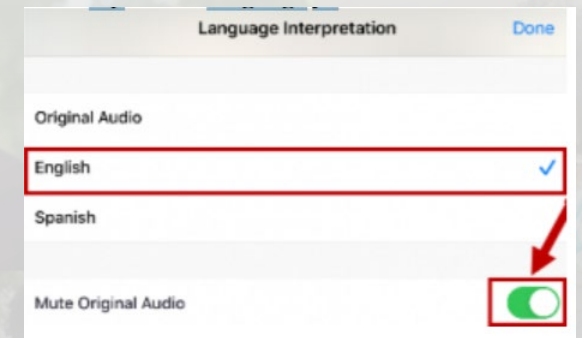 Language Interpretation Done
Original Audio
English
Spanish
Mute Original Audio